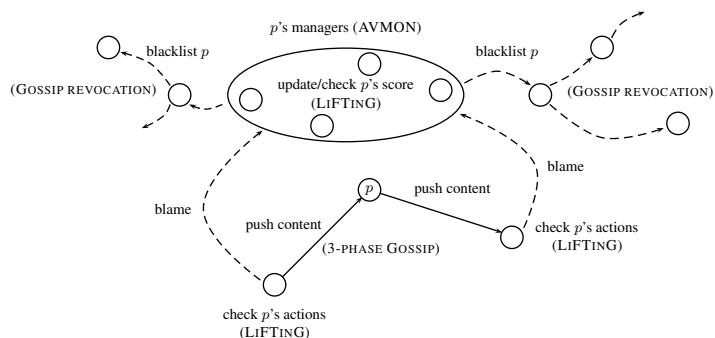 p's managers (AVMON)
blacklist p
blacklist p
(GOSSIP REVOCATION)
update/check p's score
(LIFTING)
(GOSSIP REVOCATION)
p
push content
blame
blame
push content
check p's actions
(LIFTING)
(3-PHASE GOSSIP)
check p's actions
(LIFTING)